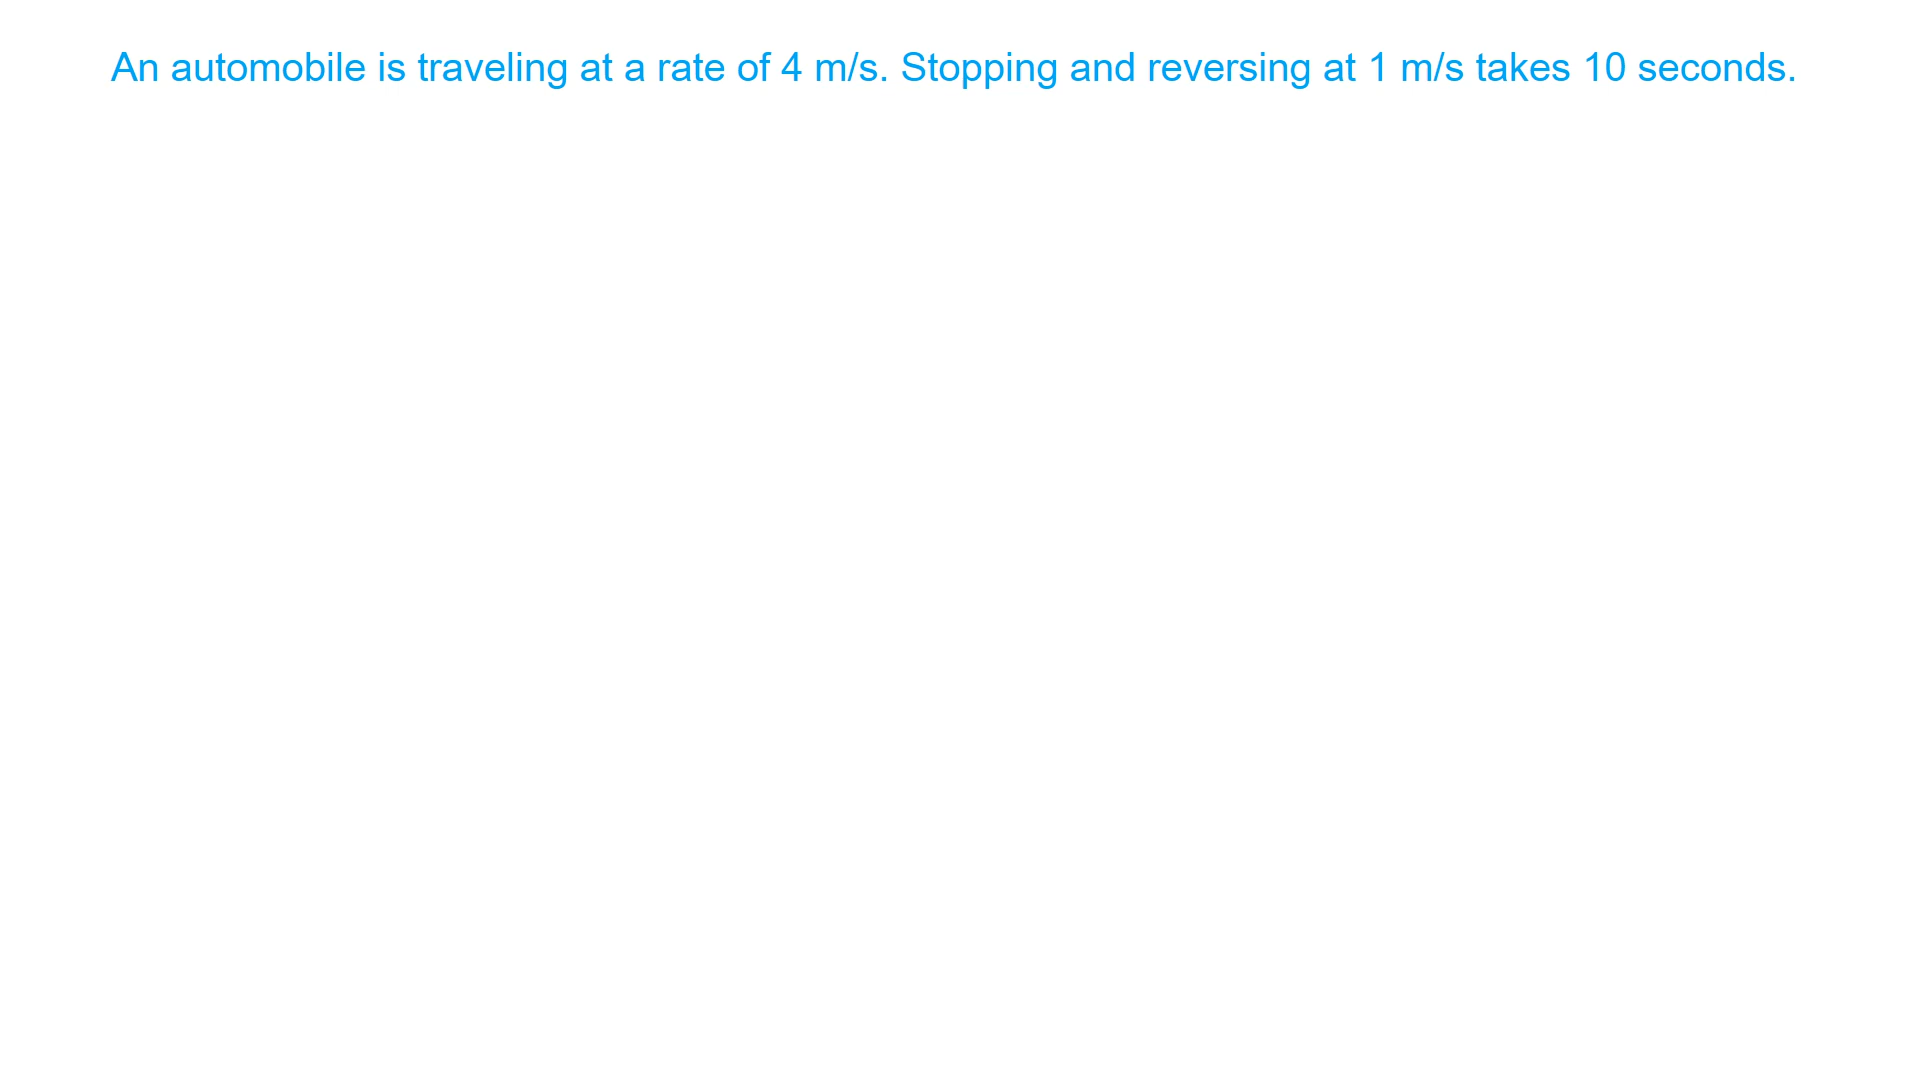 An automobile is traveling at a rate of 4 m/s. Stopping and reversing at 1 m/s takes 10 seconds.